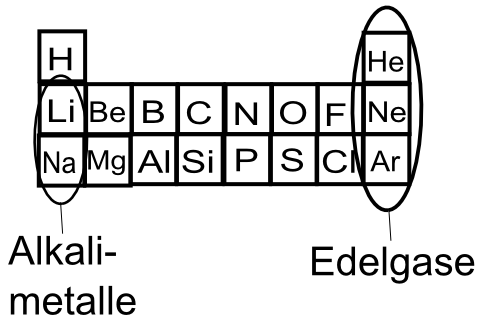 H He
Li Be B C N O F Ne
Na Mg Al Si P S Cl Ar
Alkali-
metalle
Edelgase